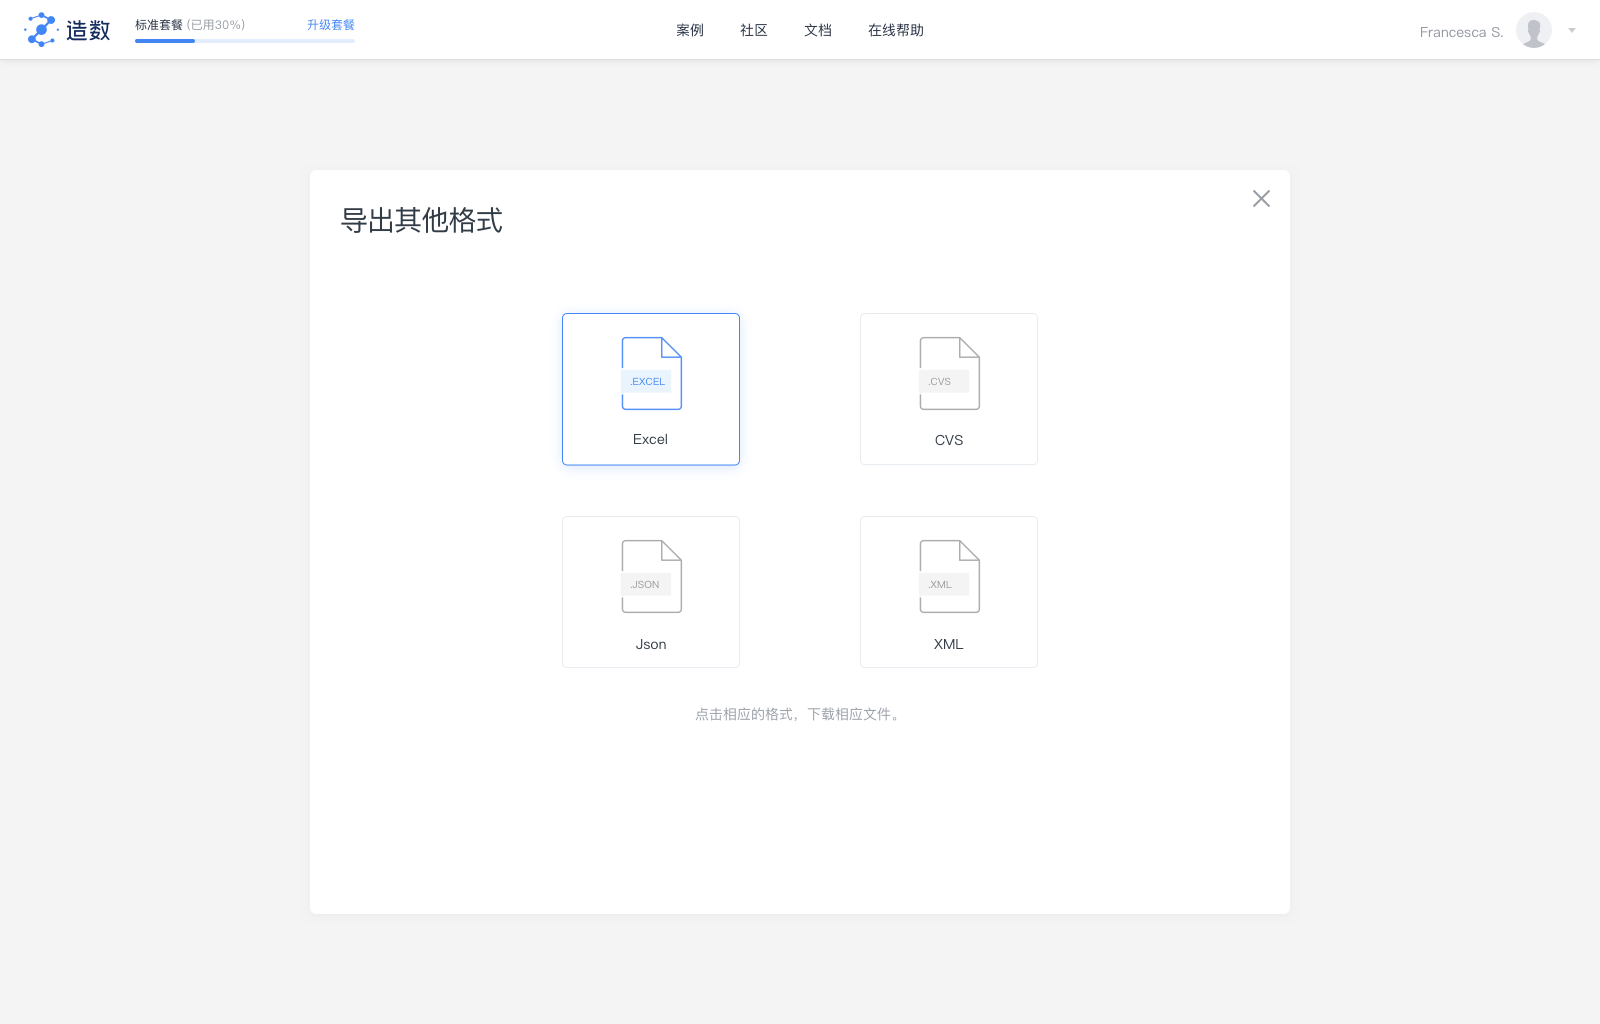 造数
标准套餐 (已用30%) 升级套餐
案例 社区 文档 在线帮助
Francesca S.
导出其他格式
.EXCEL
Excel
.CVS
CVS
.JSON
Json
.XML
XML
点击相应的格式，下载相应文件。